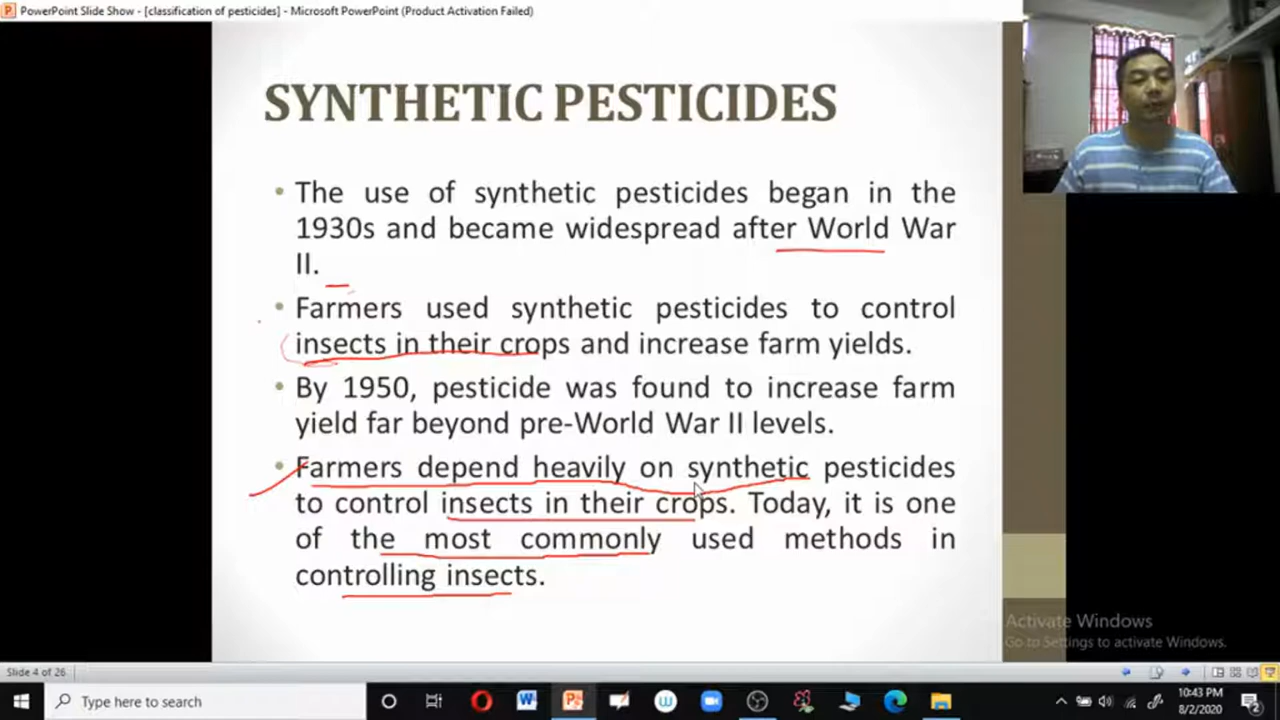 PowerPoint Slide Show - [classification of pesticides] - Microsoft PowerPoint (Product Activation Failed)
SYNTHETIC PESTICIDES
• The use of synthetic pesticides began in the
1930s and became widespread after World War
II.
• Farmers used synthetic pesticides to control
insects in their crops and increase farm yields.
• By 1950, pesticide was found to increase farm
yield far beyond pre-World War II levels.
• Farmers depend heavily on synthetic pesticides
to control insects in their crops. Today, it is one
of the most commonly used methods in
controlling insects.
Activate Windows
Go to Settings to activate Windows.
Slide 4 of 26
Type here to search
10:43 PM
8/2/2020